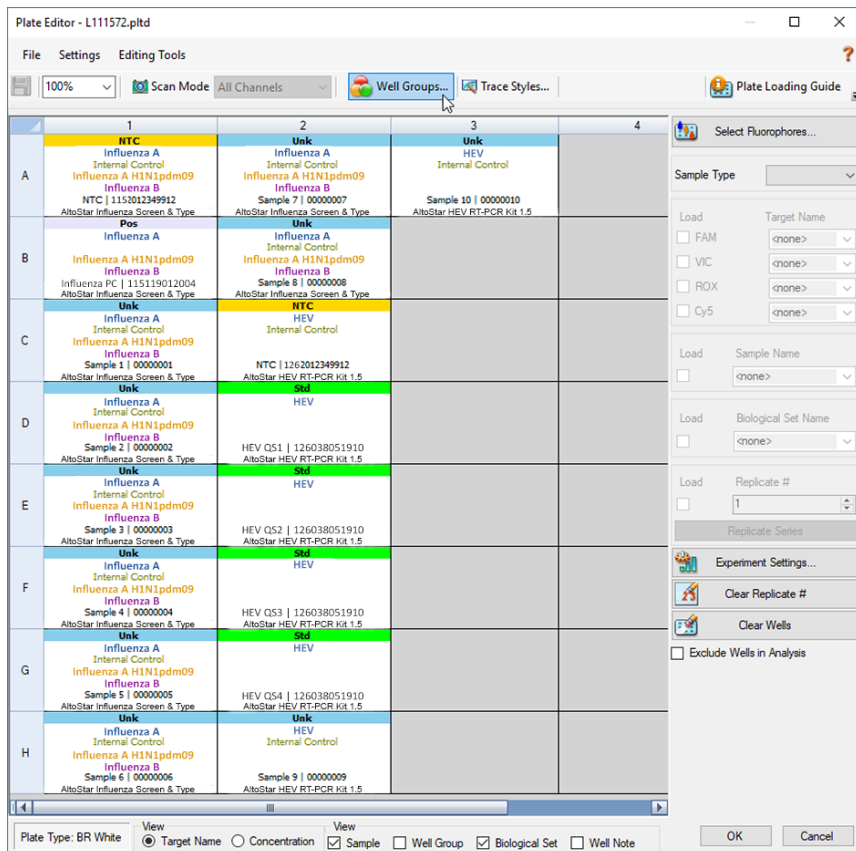 Plate Editor - L111572.pltd
File Settings Editing Tools ?
100% Scan Mode All Channels Well Groups... Trace Styles... Plate Loading Guide
1 2 3 4
A
NTC
Influenza A
Internal Control
Influenza A H1N1pdm09
Influenza B
NTC | 1152012349912
AltoStar Influenza Screen & Type
Unk
Influenza A
Internal Control
Influenza A H1N1pdm09
Influenza B
Sample 7 | 00000007
AltoStar Influenza Screen & Type
Unk
HEV
Internal Control
Sample 10 | 00000010
AltoStar HEV RT-PCR Kit 1.5
B
Pos
Influenza A
Influenza A H1N1pdm09
Influenza B
Influenza PC | 115119012004
AltoStar Influenza Screen & Type
Unk
Influenza A
Internal Control
Influenza A H1N1pdm09
Influenza B
Sample 8 | 00000008
AltoStar Influenza Screen & Type
C
Unk
Influenza A
Internal Control
Influenza A H1N1pdm09
Influenza B
Sample 1 | 00000001
AltoStar Influenza Screen & Type
NTC
HEV
Internal Control
NTC | 1262012349912
AltoStar HEV RT-PCR Kit 1.5
D
Unk
Influenza A
Internal Control
Influenza A H1N1pdm09
Influenza B
Sample 2 | 00000002
AltoStar Influenza Screen & Type
Std
HEV
HEV QS1 | 126038051910
AltoStar HEV RT-PCR Kit 1.5
E
Unk
Influenza A
Internal Control
Influenza A H1N1pdm09
Influenza B
Sample 3 | 00000003
AltoStar Influenza Screen & Type
Std
HEV
HEV QS2 | 126038051910
AltoStar HEV RT-PCR Kit 1.5
F
Unk
Influenza A
Internal Control
Influenza A H1N1pdm09
Influenza B
Sample 4 | 00000004
AltoStar Influenza Screen & Type
Std
HEV
HEV QS3 | 126038051910
AltoStar HEV RT-PCR Kit 1.5
G
Unk
Influenza A
Internal Control
Influenza A H1N1pdm09
Influenza B
Sample 5 | 00000005
AltoStar Influenza Screen & Type
Std
HEV
HEV QS4 | 126038051910
AltoStar HEV RT-PCR Kit 1.5
H
Unk
Influenza A
Internal Control
Influenza A H1N1pdm09
Influenza B
Sample 6 | 00000006
AltoStar Influenza Screen & Type
Unk
HEV
Internal Control
Sample 9 | 00000009
AltoStar HEV RT-PCR Kit 1.5
Select Fluorophores...
Sample Type
Load Target Name
FAM <none>
VIC <none>
ROX <none>
Cy5 <none>
Load Sample Name
<none>
Load Biological Set Name
<none>
Load Replicate #
1
Replicate Series
Experiment Settings...
Clear Replicate #
Clear Wells
Exclude Wells in Analysis
Plate Type: BR White
View
Target Name Concentration
View
Sample Well Group Biological Set Well Note
OK Cancel